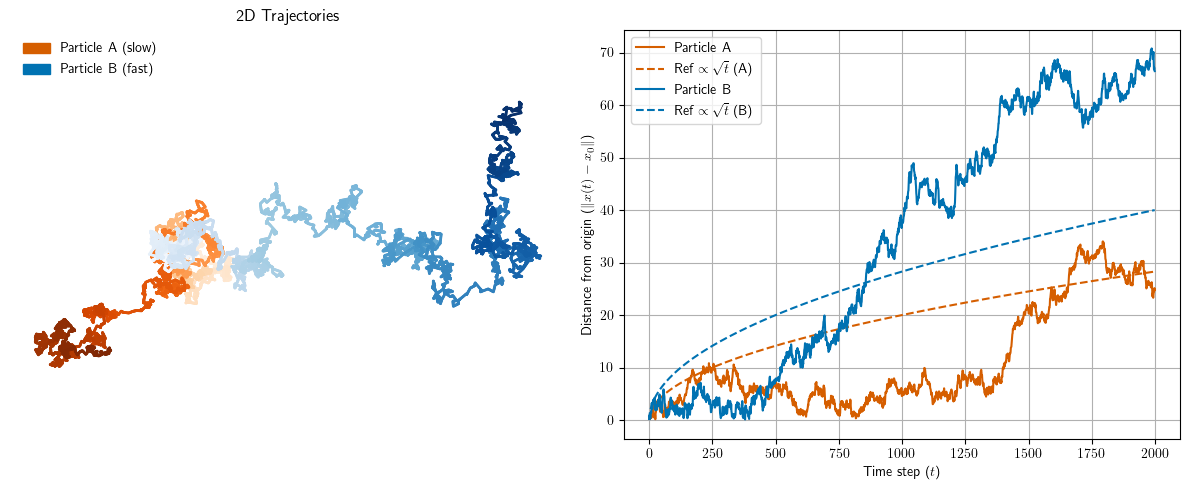 2D Trajectories
Particle A (slow)
Particle B (fast)
Particle A
Ref ∝ √t (A)
Particle B
Ref ∝ √t (B)
Distance from origin (∥x(t) − x₀∥)
70
60
50
40
30
20
10
0
0 250 500 750 1000 1250 1500 1750 2000
Time step (t)